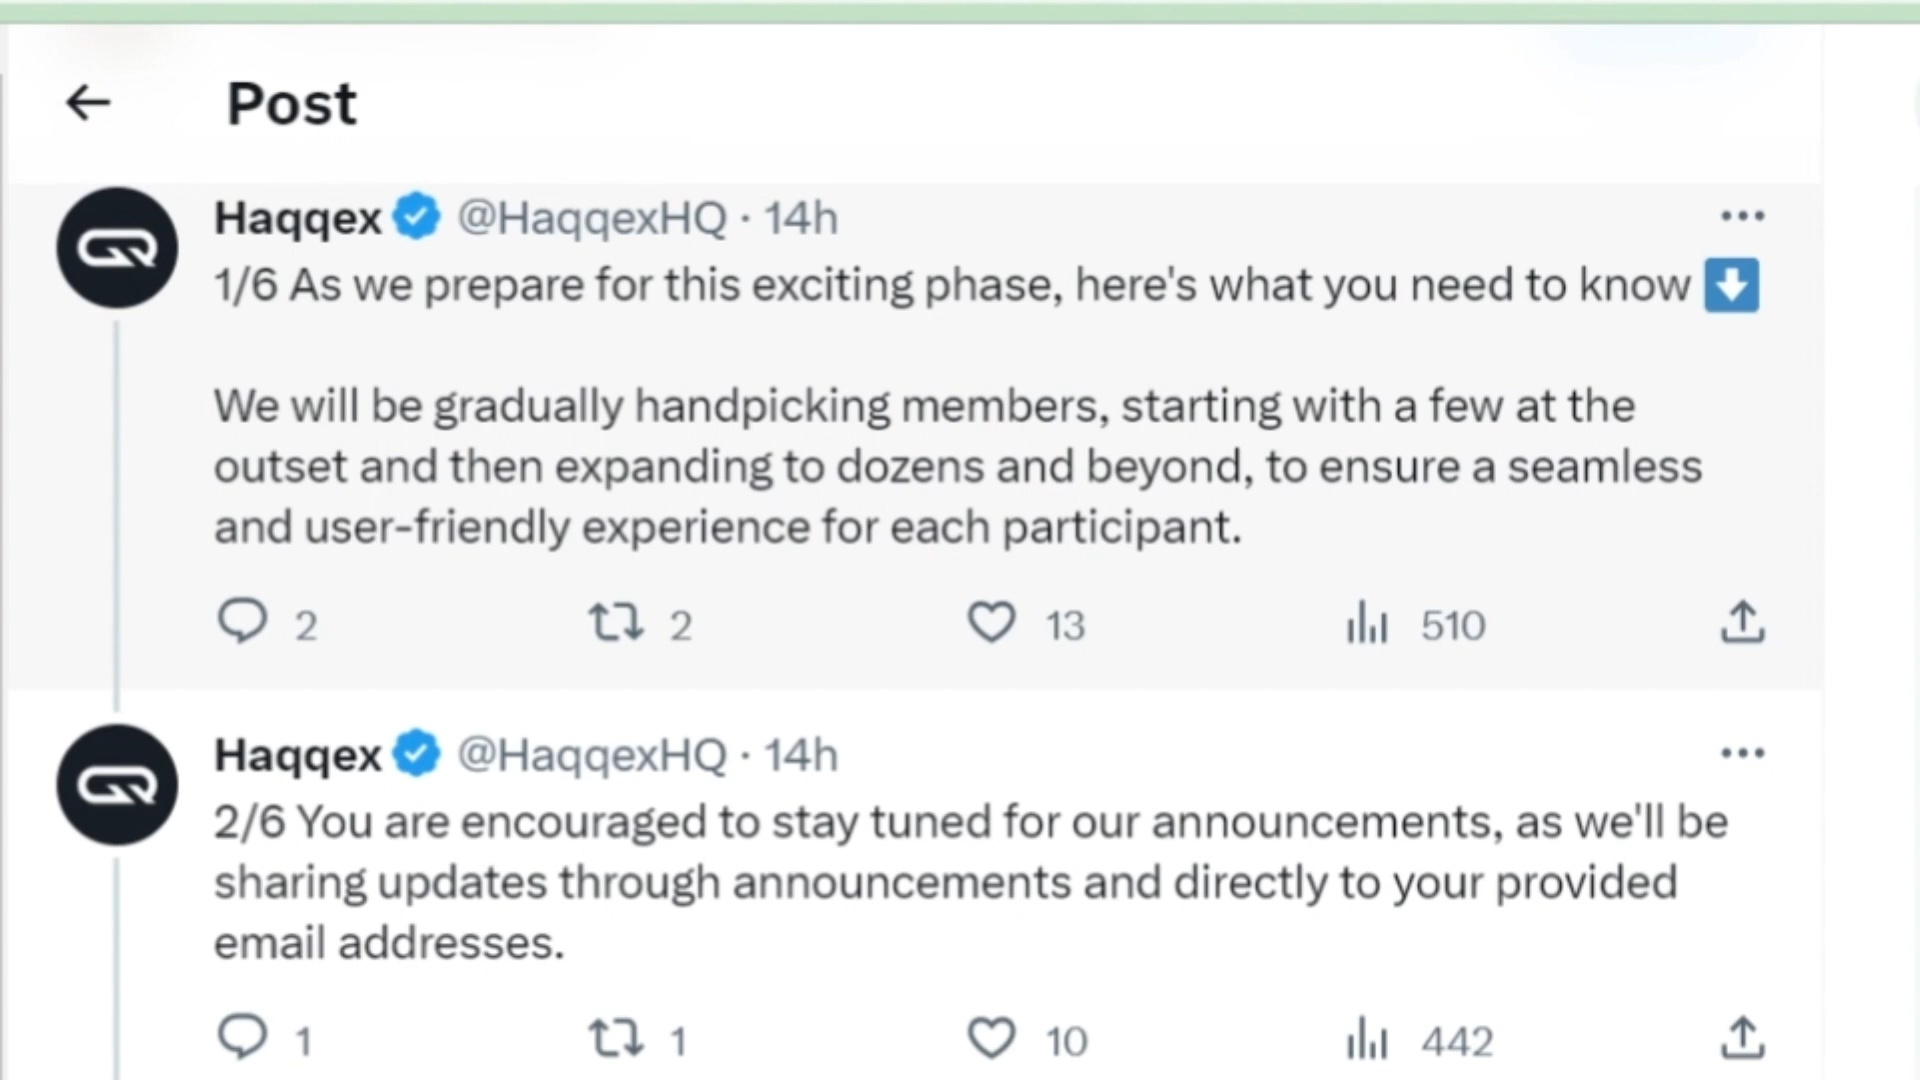 Post
Haqqex @HaqqexHQ · 14h
1/6 As we prepare for this exciting phase, here's what you need to know ⬇️
We will be gradually handpicking members, starting with a few at the
outset and then expanding to dozens and beyond, to ensure a seamless
and user-friendly experience for each participant.
2 2 13 510
Haqqex @HaqqexHQ · 14h
2/6 You are encouraged to stay tuned for our announcements, as we'll be
sharing updates through announcements and directly to your provided
email addresses.
1 1 10 442